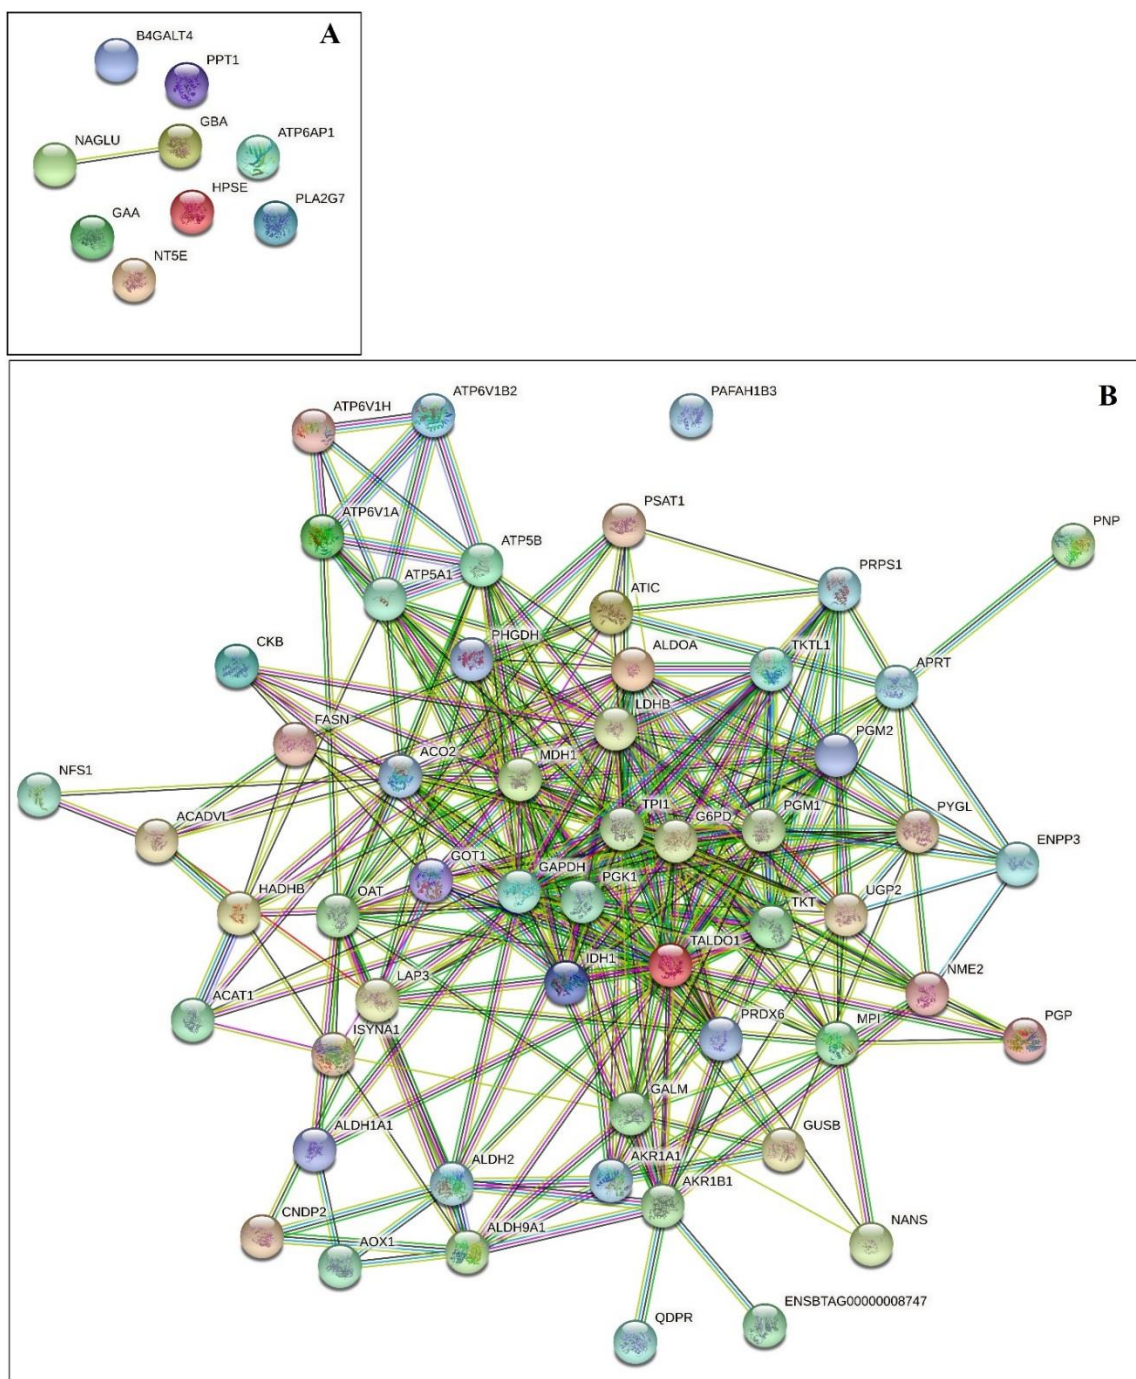 A
B4GALT4
PPT1
GBA
NAGLU
ATP6AP1
HPSE
PLA2G7
GAA
NT5E
B
ATP6V1H
ATP6V1B2
PAFAH1B3
PSAT1
PNP
ATP6V1A
ATP5B
PRPS1
ATP5A1
ATIC
CKB
PHGDH
ALDOA
TKTL1
APRT
FASN
LDHB
PGM2
NFS1
ACO2
MDH1
ACADVL
TPI1
G6PD
PGM1
PYGL
ENPP3
HADHB
OAT
GOT1
GAPDH
PGK1
TKT
UGP2
ACAT1
LAP3
IDH1
TALDO1
NME2
ISYNA1
PRDX6
MPI
PGP
GALM
ALDH1A1
ALDH2
AKR1A1
AKR1B1
GUSB
CNDP2
AOX1
ALDH9A1
NANS
QDPR
ENSBTAG00000008747